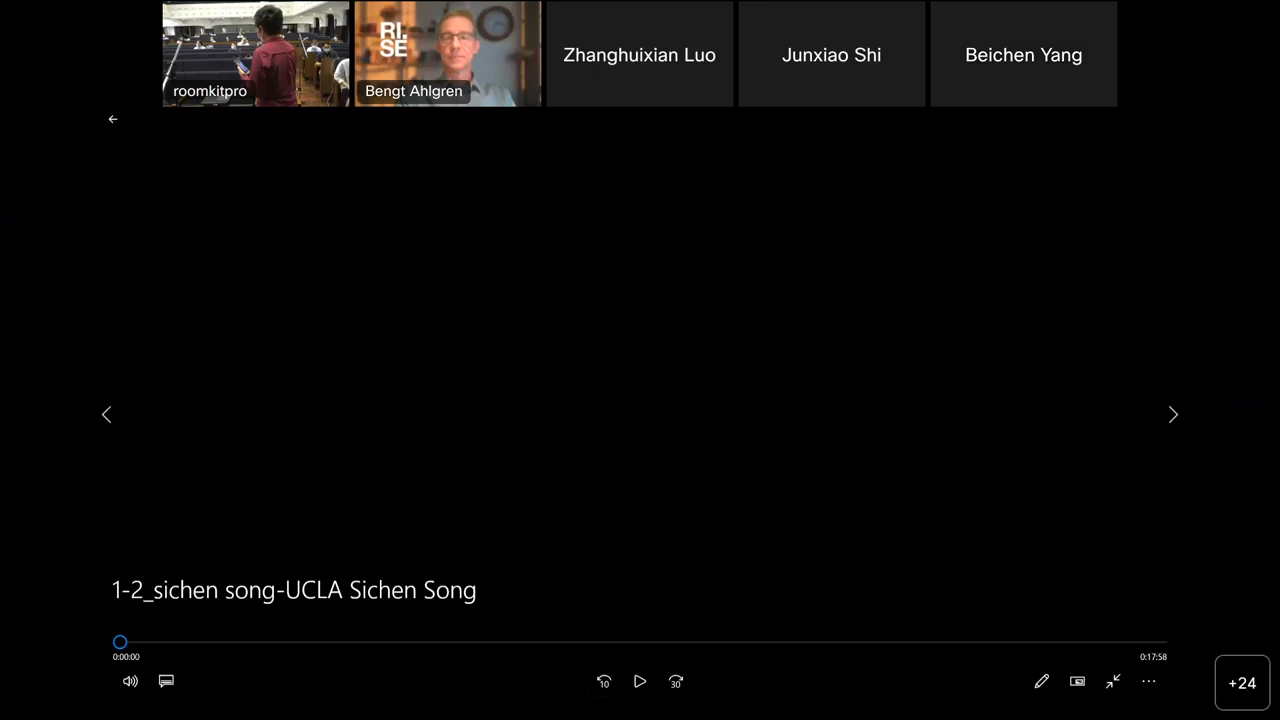 RI.
SE
roomkitpro
Bengt Ahlgren
Zhanghuixian Luo
Junxiao Shi
Beichen Yang
1-2_sichen song-UCLA Sichen Song
0:00:00
0:17:58
10
30
+24